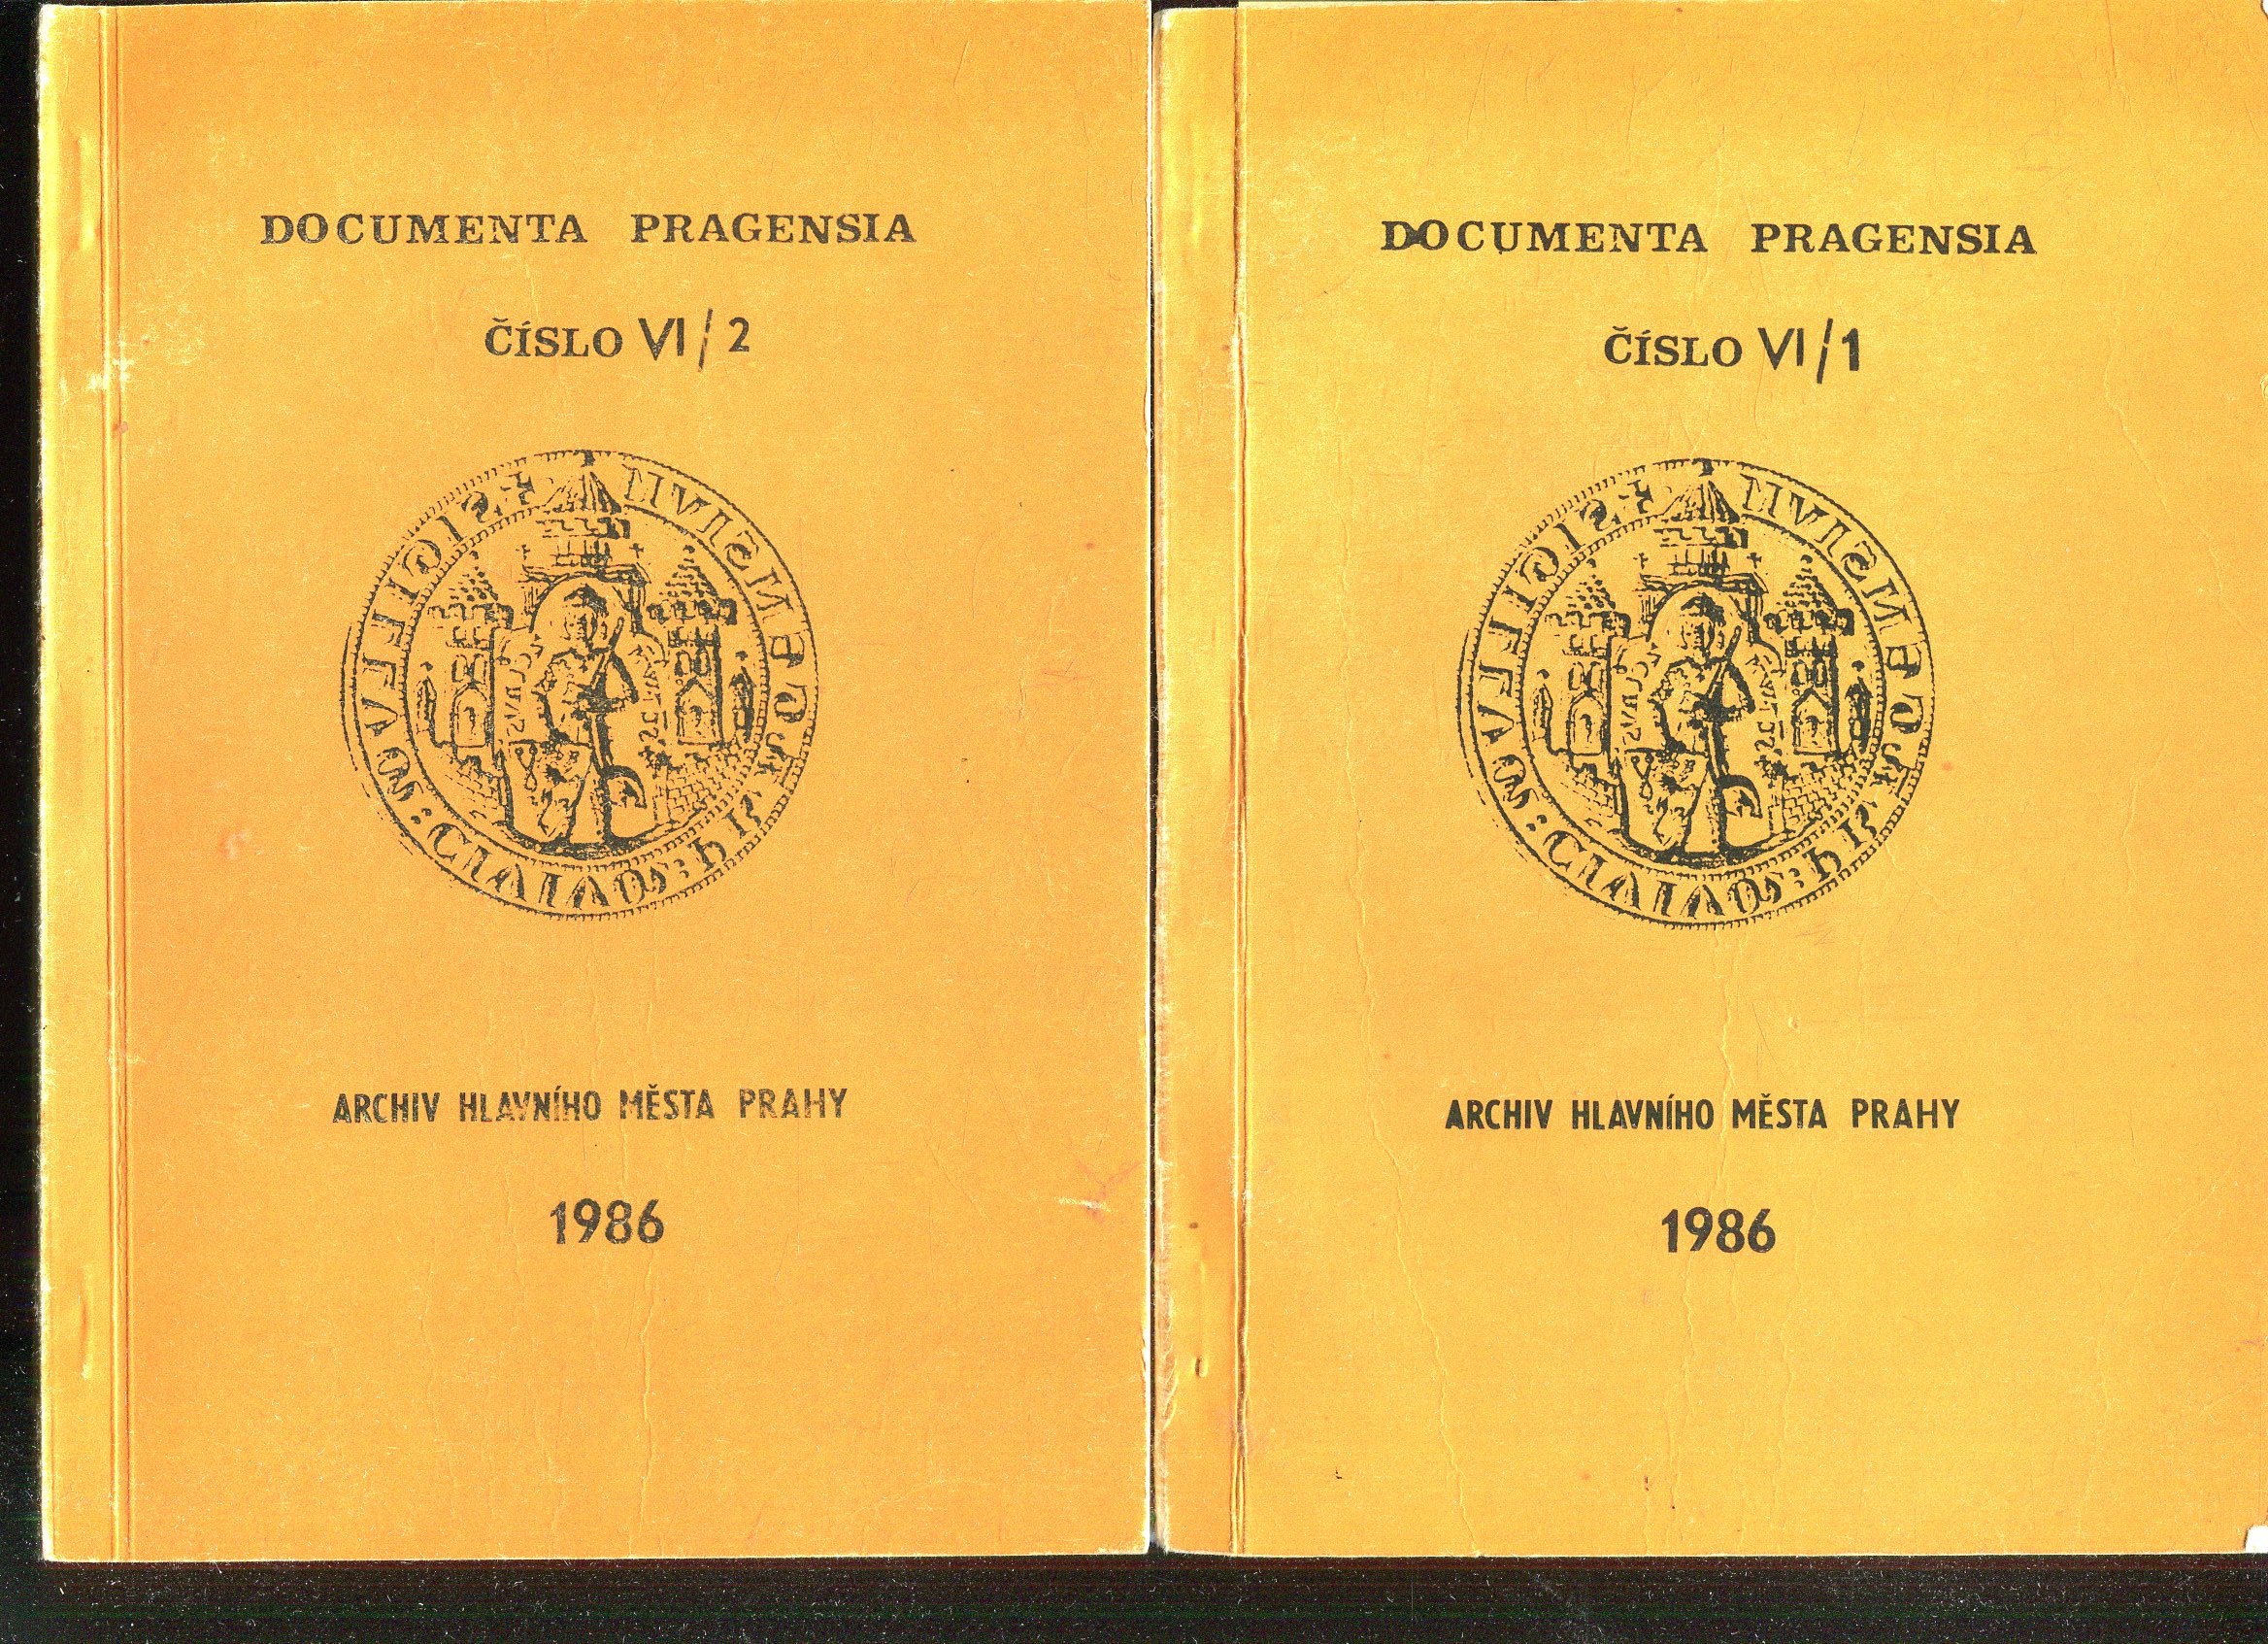 DOCUMENTA PRAGENSIA
ČÍSLO VI/2
ARCHIV HLAVNÍHO MĚSTA PRAHY
1986
DOCUMENTA PRAGENSIA
ČÍSLO VI/1
ARCHIV HLAVNÍHO MĚSTA PRAHY
1986